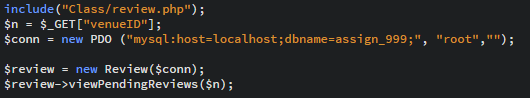 include("Class/review.php");
$n = $_GET["venueID"];
$conn = new PDO ("mysql:host=localhost;dbname=assign_999;", "root","");
$review = new Review($conn);
$review->viewPendingReviews($n);